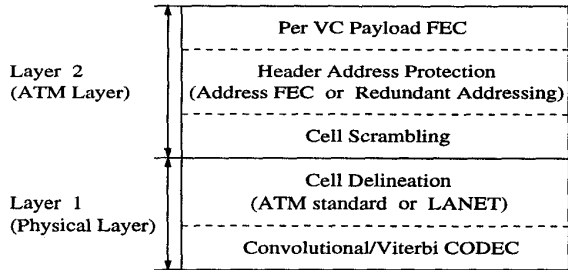 Per VC Payload FEC
Layer 2
(ATM Layer)
Header Address Protection
(Address FEC or Redundant Addressing)
Cell Scrambling
Layer 1
(Physical Layer)
Cell Delineation
(ATM standard or LANET)
Convolutional/Viterbi CODEC